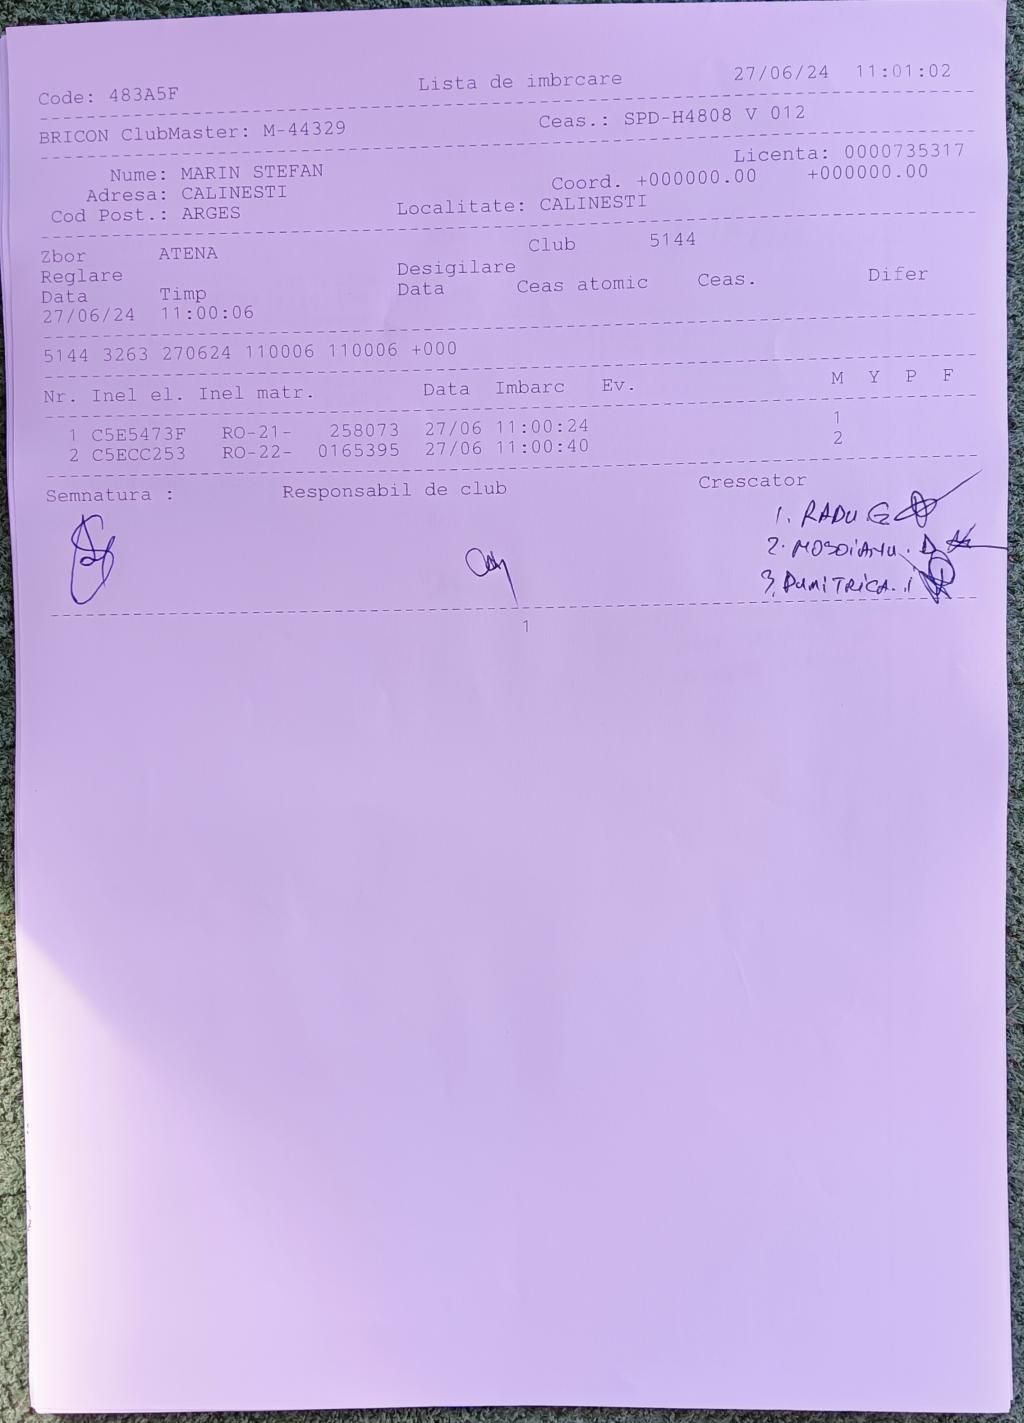 Code: 483A5F Lista de imbrcare 27/06/24 11:01:02
BRICON ClubMaster: M-44329 Ceas.: SPD-H4808 V 012
Nume: MARIN STEFAN Licenta: 0000735317
Adresa: CALINESTI Coord. +000000.00 +000000.00
Cod Post.: ARGES Localitate: CALINESTI
Zbor ATENA Club 5144
Reglare Desigilare
Data Timp Data Ceas atomic Ceas. Difer
27/06/24 11:00:06
5144 3263 270624 110006 110006 +000
Nr. Inel el. Inel matr. Data Imbarc Ev. M Y P F
1 C5E5473F RO-21- 258073 27/06 11:00:24 1
2 C5ECC253 RO-22- 0165395 27/06 11:00:40 2
Semnatura : Responsabil de club Crescator
1. RADU G
2. MOSOIANU. D
3. DUMITRICA. I
1